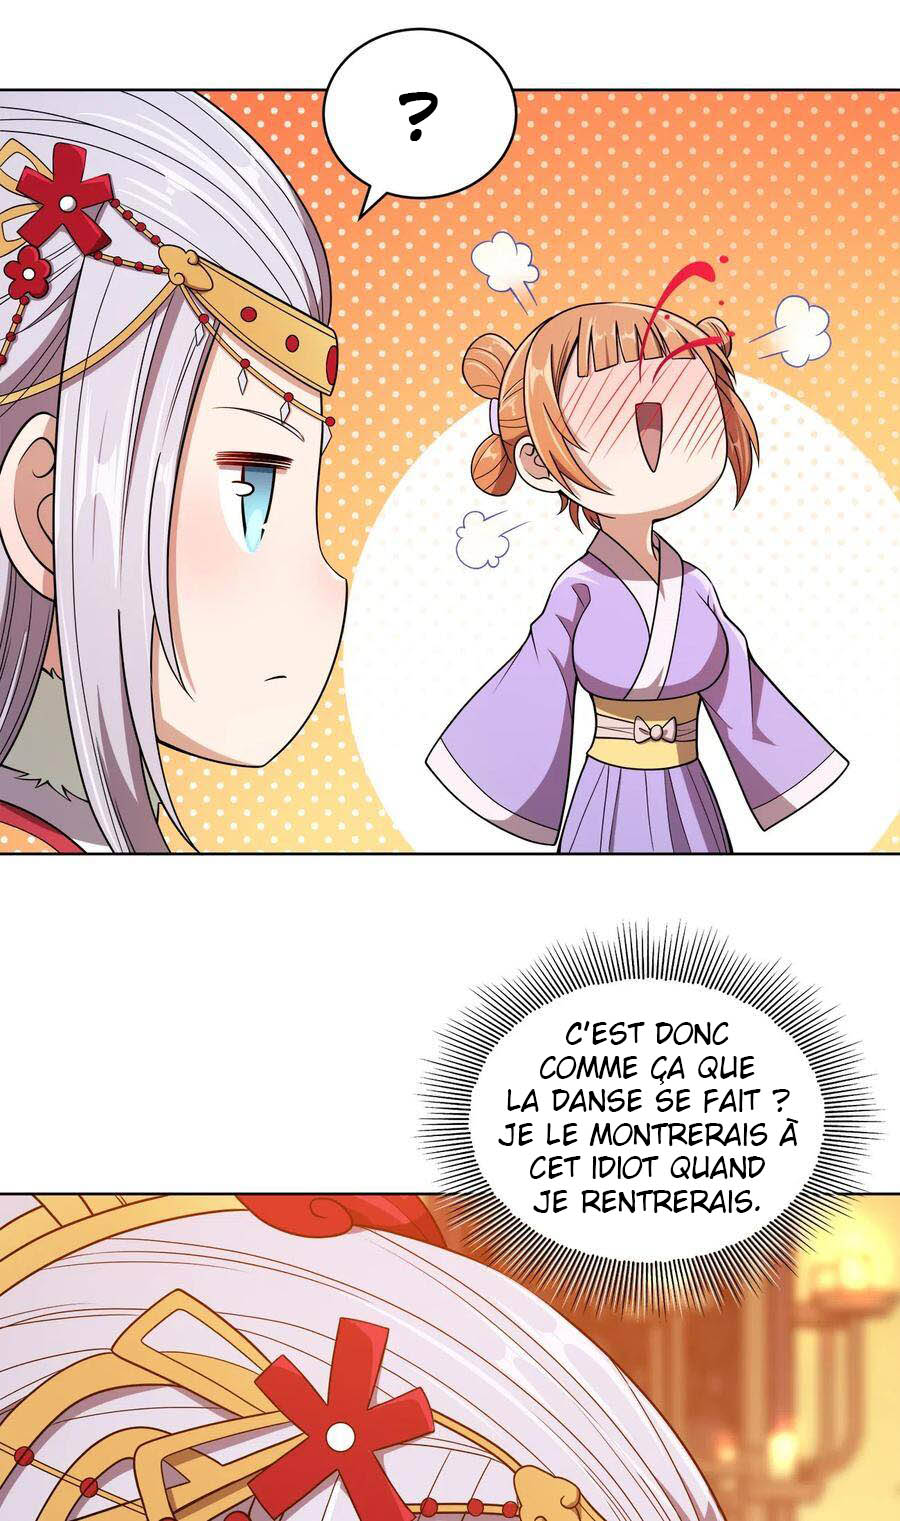 ?
C'EST DONC
COMME ÇA QUE
LA DANSE SE FAIT ?
JE LE MONTRERAIS À
CET IDIOT QUAND
JE RENTRERAIS.